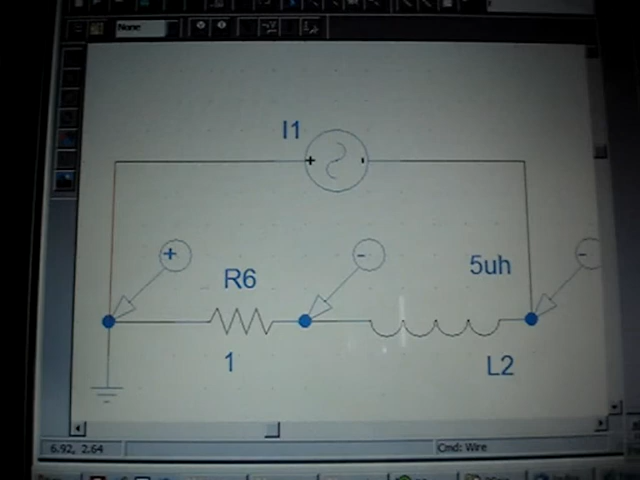 None
I1
+ -
+
-
5uh
-
R6
1
L2
6.92, 2.64
Cmd: Wire